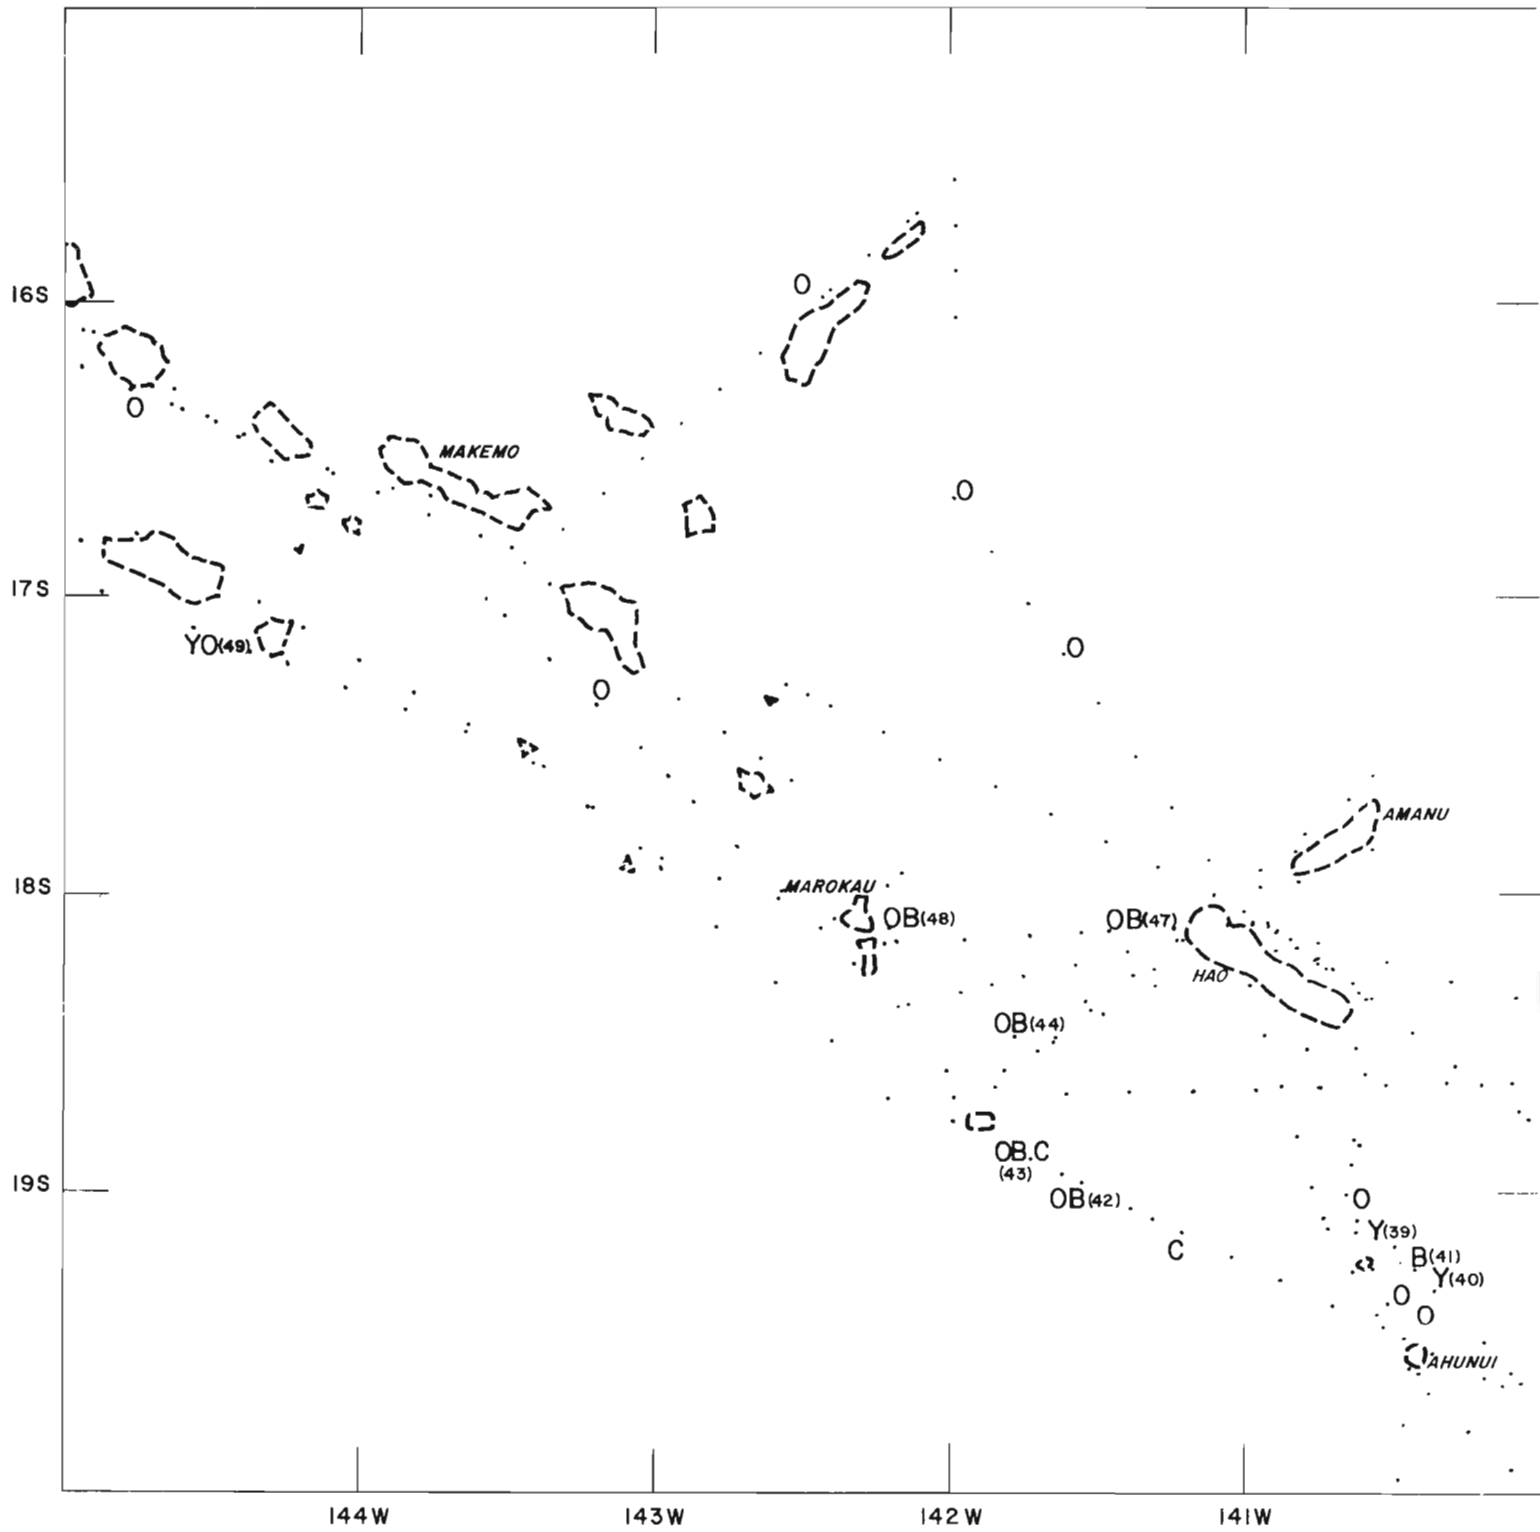 O
16S
O
MAKEMO
.O
17S
YO(49)
.O
O
AMANU
MAROKAU
18S
OB(48)
OB(47)
HAO
OB(44)
OB.C
(43)
19S
OB(42)
O
Y(39)
C
B(41)
Y(40)
O
O
AHUNUI
144W 143W 142W 141W